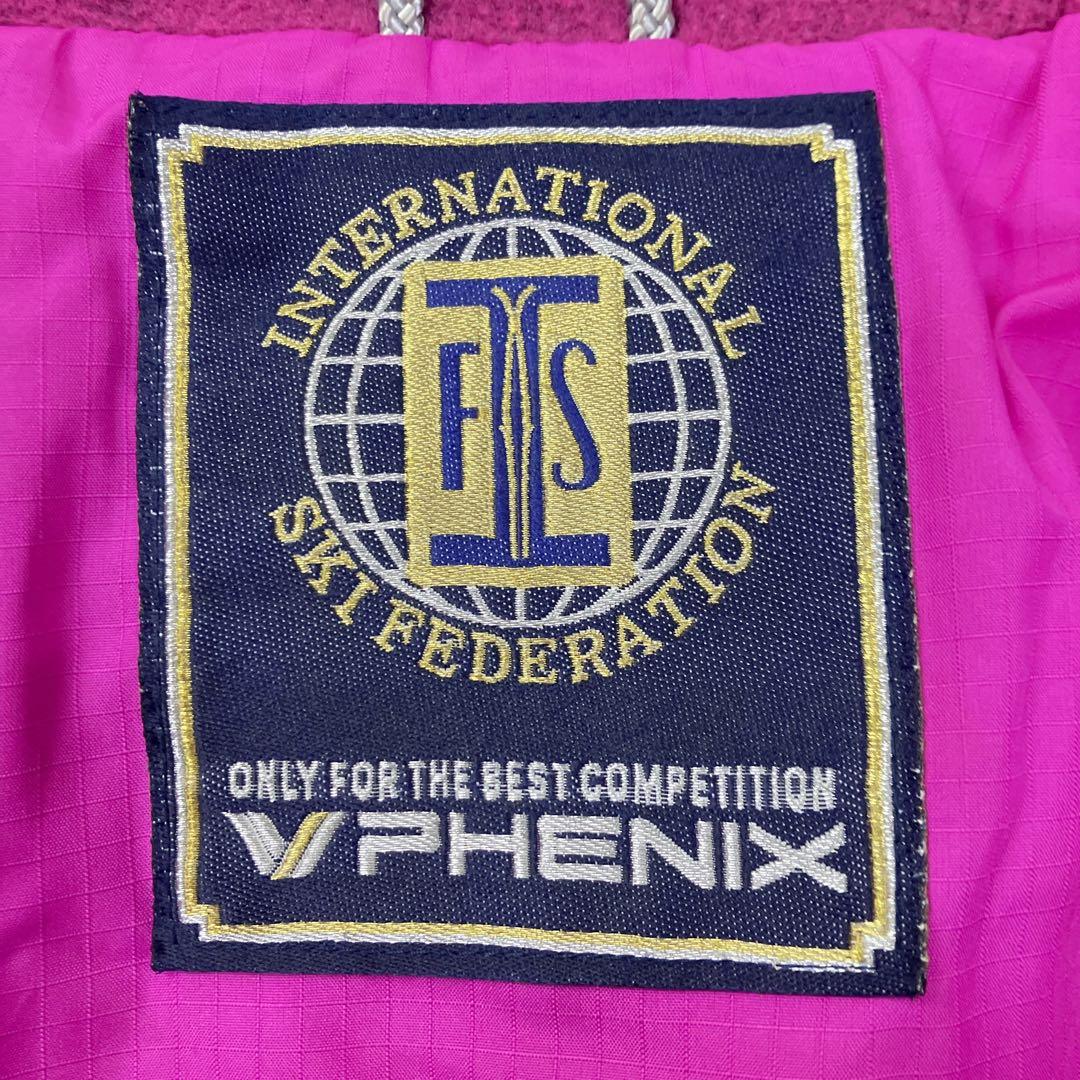 INTERNATIONAL
FIS
SKI FEDERATION
ONLY FOR THE BEST COMPETITION
PHENIX